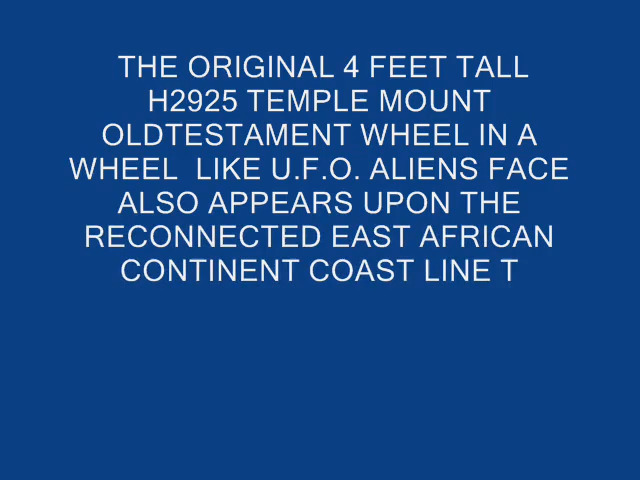 THE ORIGINAL 4 FEET TALL
H2925 TEMPLE MOUNT
OLDTESTAMENT WHEEL IN A
WHEEL  LIKE U.F.O. ALIENS FACE
ALSO APPEARS UPON THE
RECONNECTED EAST AFRICAN
CONTINENT COAST LINE T